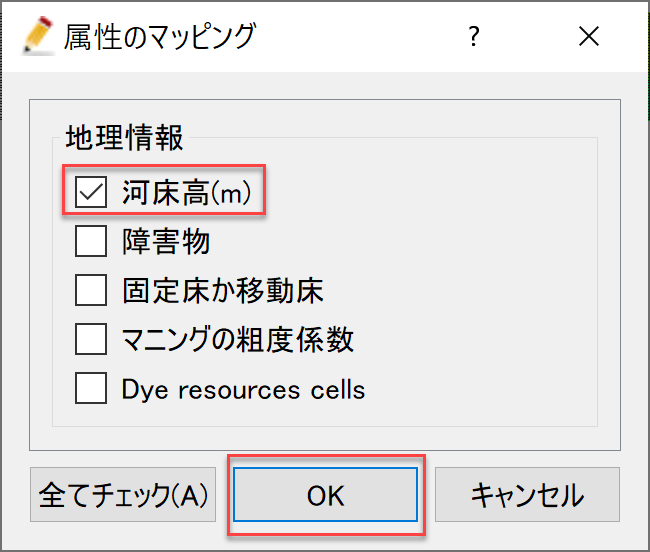 属性のマッピング
?
地理情報
河床高(m)
障害物
固定床か移動床
マニングの粗度係数
Dye resources cells
全てチェック(A)
OK
キャンセル